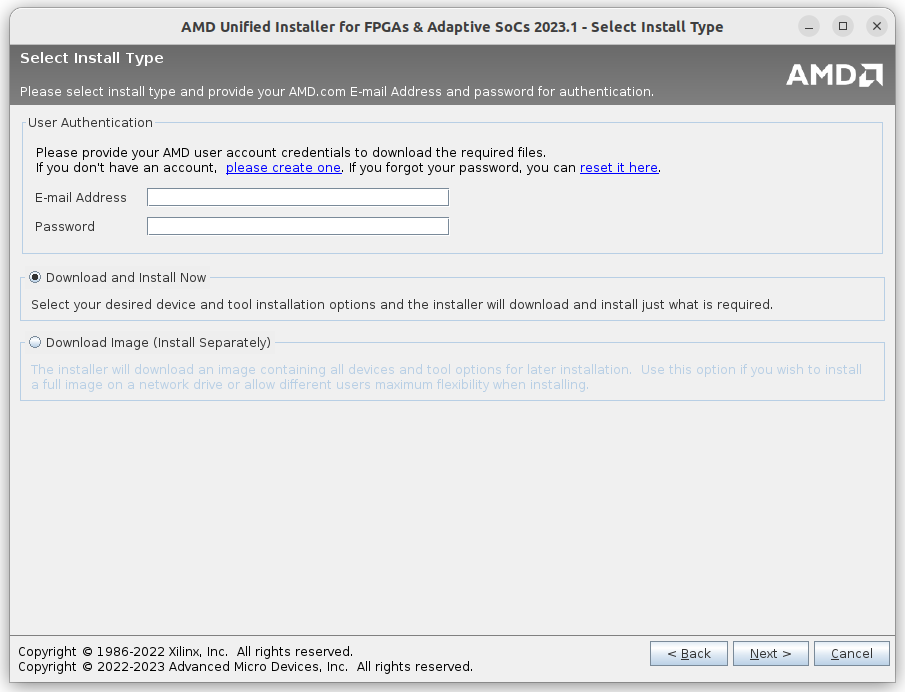 AMD Unified Installer for FPGAs & Adaptive SoCs 2023.1 - Select Install Type
Select Install Type
Please select install type and provide your AMD.com E-mail Address and password for authentication.
AMD
User Authentication
Please provide your AMD user account credentials to download the required files.
If you don't have an account,  please create one. If you forgot your password, you can reset it here.
E-mail Address
Password
Download and Install Now
Select your desired device and tool installation options and the installer will download and install just what is required.
Download Image (Install Separately)
The installer will download an image containing all devices and tool options for later installation.  Use this option if you wish to install
a full image on a network drive or allow different users maximum flexibility when installing.
Copyright © 1986-2022 Xilinx, Inc.  All rights reserved.
Copyright © 2022-2023 Advanced Micro Devices, Inc.  All rights reserved.
< Back
Next >
Cancel